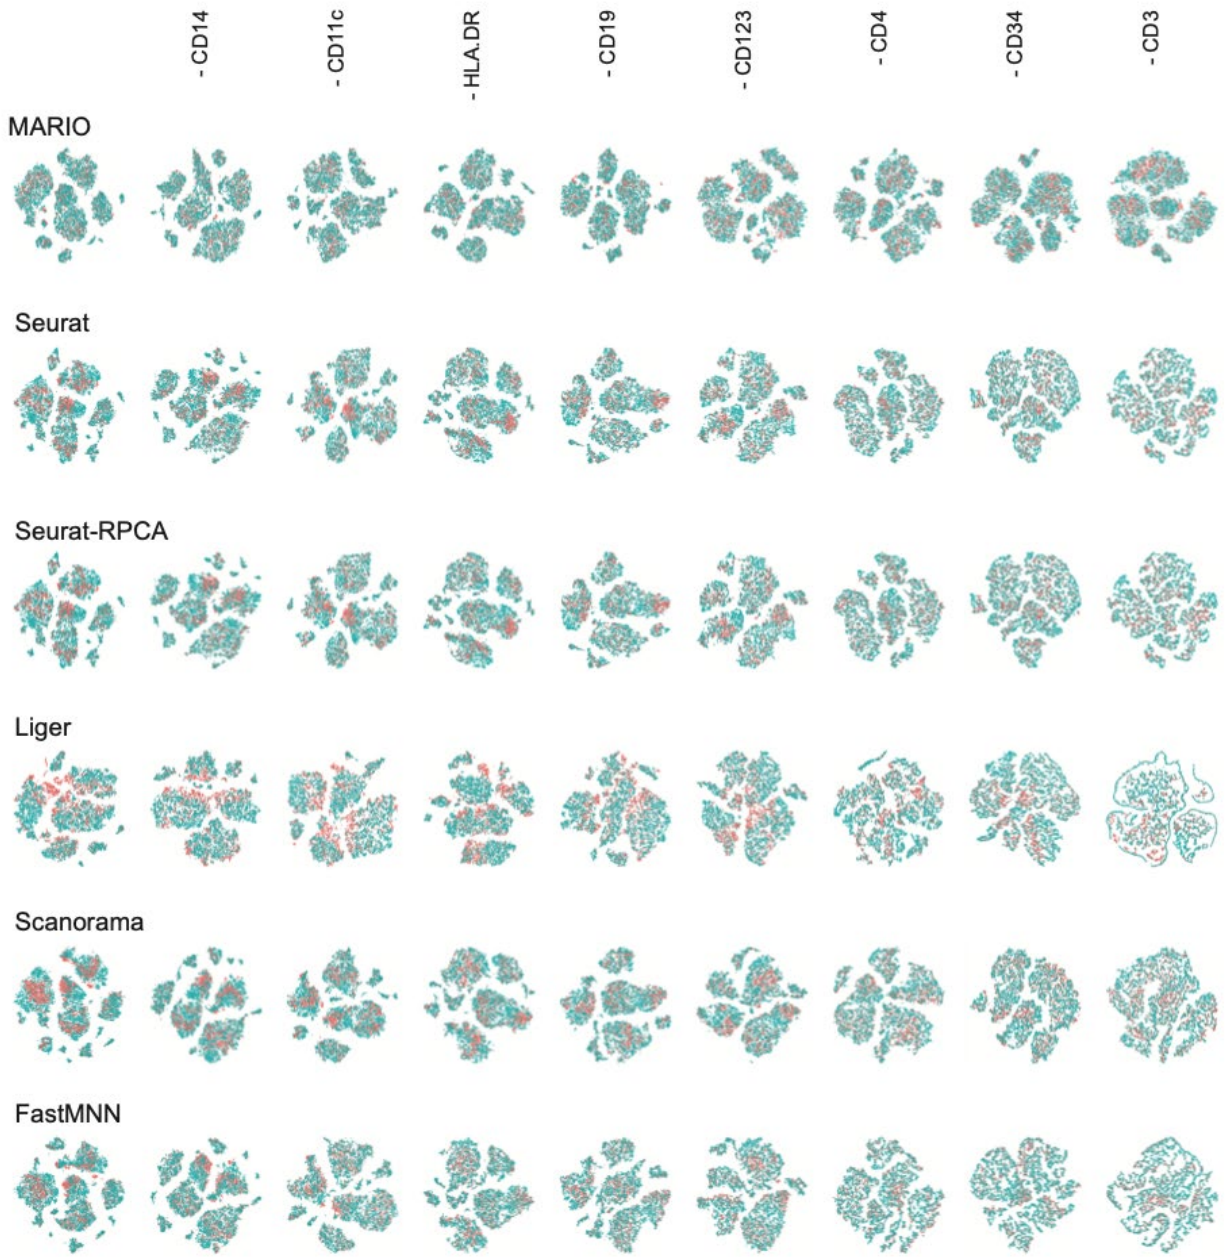 - CD14
- CD11c
- HLA.DR
- CD19
- CD123
- CD4
- CD34
- CD3
MARIO
Seurat
Seurat-RPCA
Liger
Scanorama
FastMNN